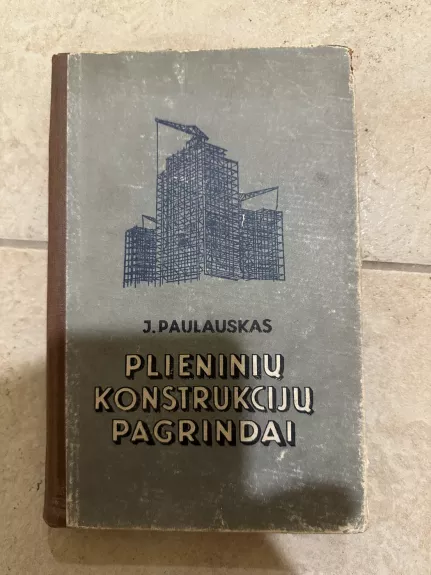 J. PAULAUSKAS
PLIENINIŲ
KONSTRUKCIJŲ
PAGRINDAI